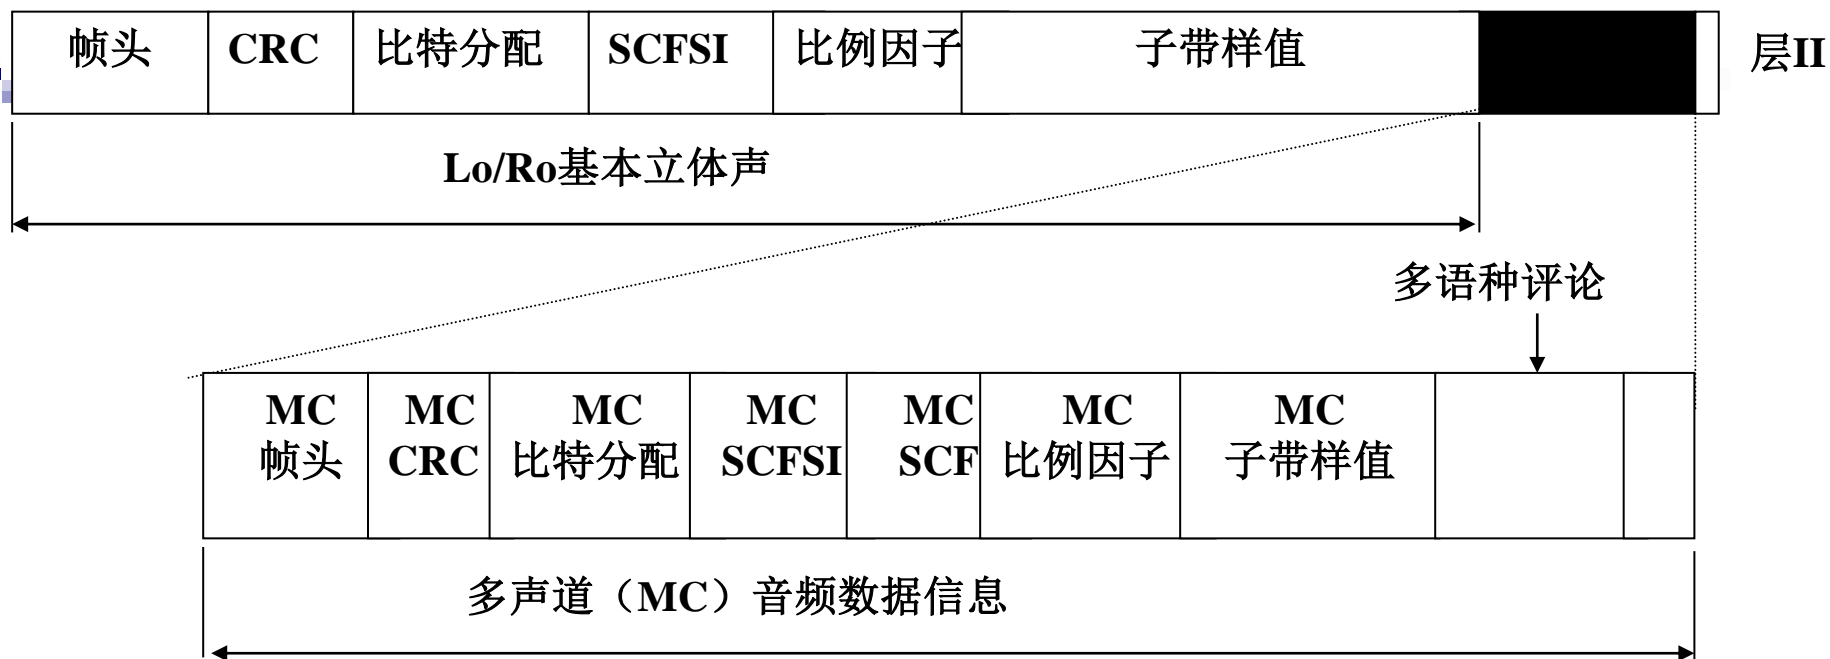 帧头 CRC 比特分配 SCFSI 比例因子 子带样值 层II
Lo/Ro基本立体声
多语种评论
MC MC MC MC MC MC MC
帧头 CRC 比特分配 SCFSI SCF 比例因子 子带样值
多声道（MC）音频数据信息